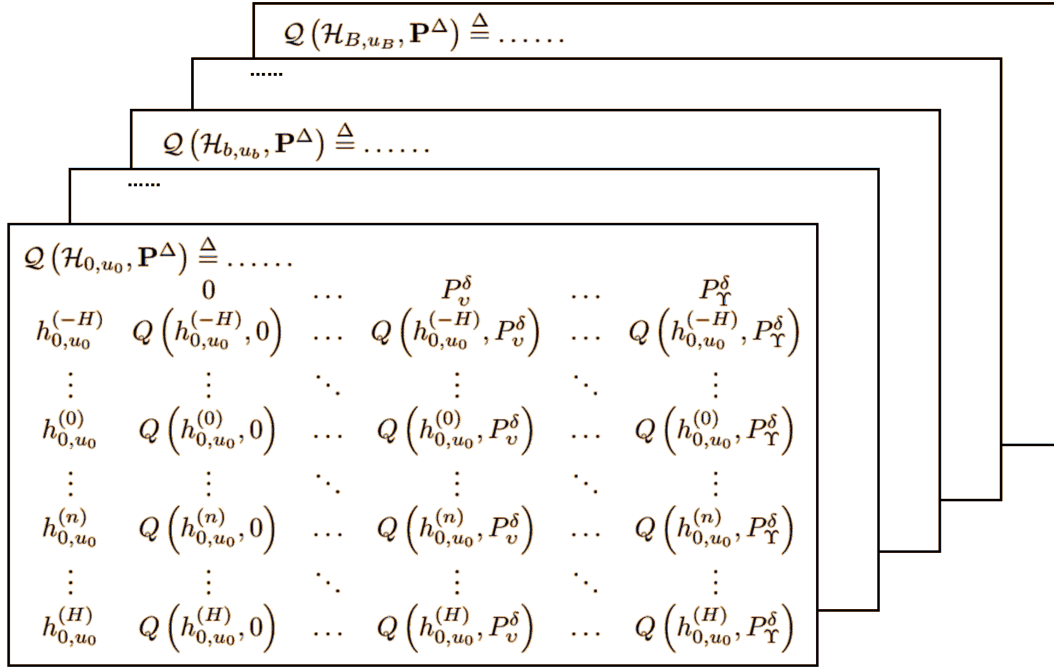 𝒬 (ℋ_{B,u_B}, 𝐏^Δ) ≜ ......
......
𝒬 (ℋ_{b,u_b}, 𝐏^Δ) ≜ ......
......
𝒬 (ℋ_{0,u_0}, 𝐏^Δ) ≜ ......
0 … P_υ^δ … P_Υ^δ
h_{0,u_0}^{(−H)} Q (h_{0,u_0}^{(−H)}, 0) … Q (h_{0,u_0}^{(−H)}, P_υ^δ) … Q (h_{0,u_0}^{(−H)}, P_Υ^δ)
⋮ ⋮ ⋱ ⋮ ⋱ ⋮
h_{0,u_0}^{(0)} Q (h_{0,u_0}^{(0)}, 0) … Q (h_{0,u_0}^{(0)}, P_υ^δ) … Q (h_{0,u_0}^{(0)}, P_Υ^δ)
⋮ ⋮ ⋱ ⋮ ⋱ ⋮
h_{0,u_0}^{(n)} Q (h_{0,u_0}^{(n)}, 0) … Q (h_{0,u_0}^{(n)}, P_υ^δ) … Q (h_{0,u_0}^{(n)}, P_Υ^δ)
⋮ ⋮ ⋱ ⋮ ⋱ ⋮
h_{0,u_0}^{(H)} Q (h_{0,u_0}^{(H)}, 0) … Q (h_{0,u_0}^{(H)}, P_υ^δ) … Q (h_{0,u_0}^{(H)}, P_Υ^δ)